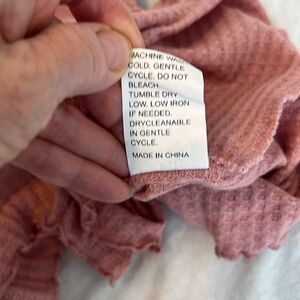 MACHINE WASH
COLD, GENTLE
CYCLE. DO NOT
BLEACH.
TUMBLE DRY
LOW. LOW IRON
IF NEEDED.
DRYCLEANABLE
IN GENTLE
CYCLE.
MADE IN CHINA